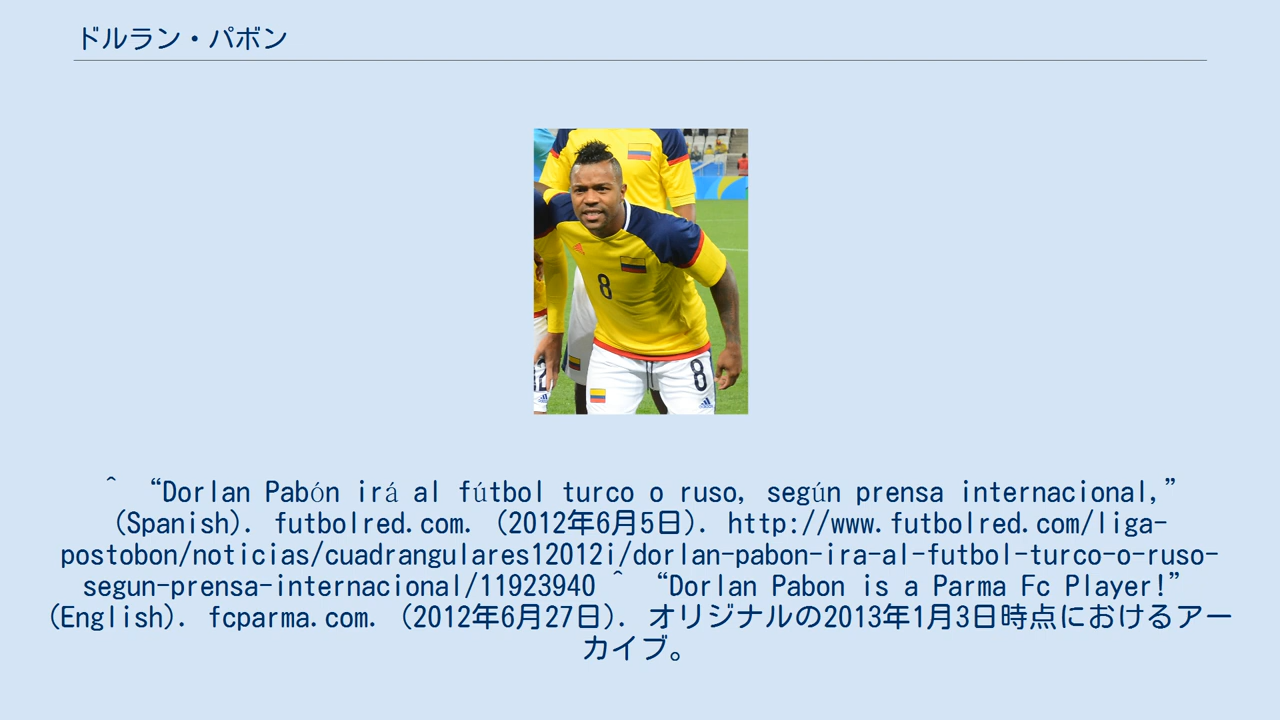 ドルラン・パボン
8
8
12
^ “Dorlan Pabón irá al fútbol turco o ruso, según prensa internacional,”
(Spanish). futbolred.com. (2012年6月5日). http://www.futbolred.com/liga-
postobon/noticias/cuadrangulares12012i/dorlan-pabon-ira-al-futbol-turco-o-ruso-
segun-prensa-internacional/11923940 ^ “Dorlan Pabon is a Parma Fc Player!”
(English). fcparma.com. (2012年6月27日). オリジナルの2013年1月3日時点におけるアー
カイブ。